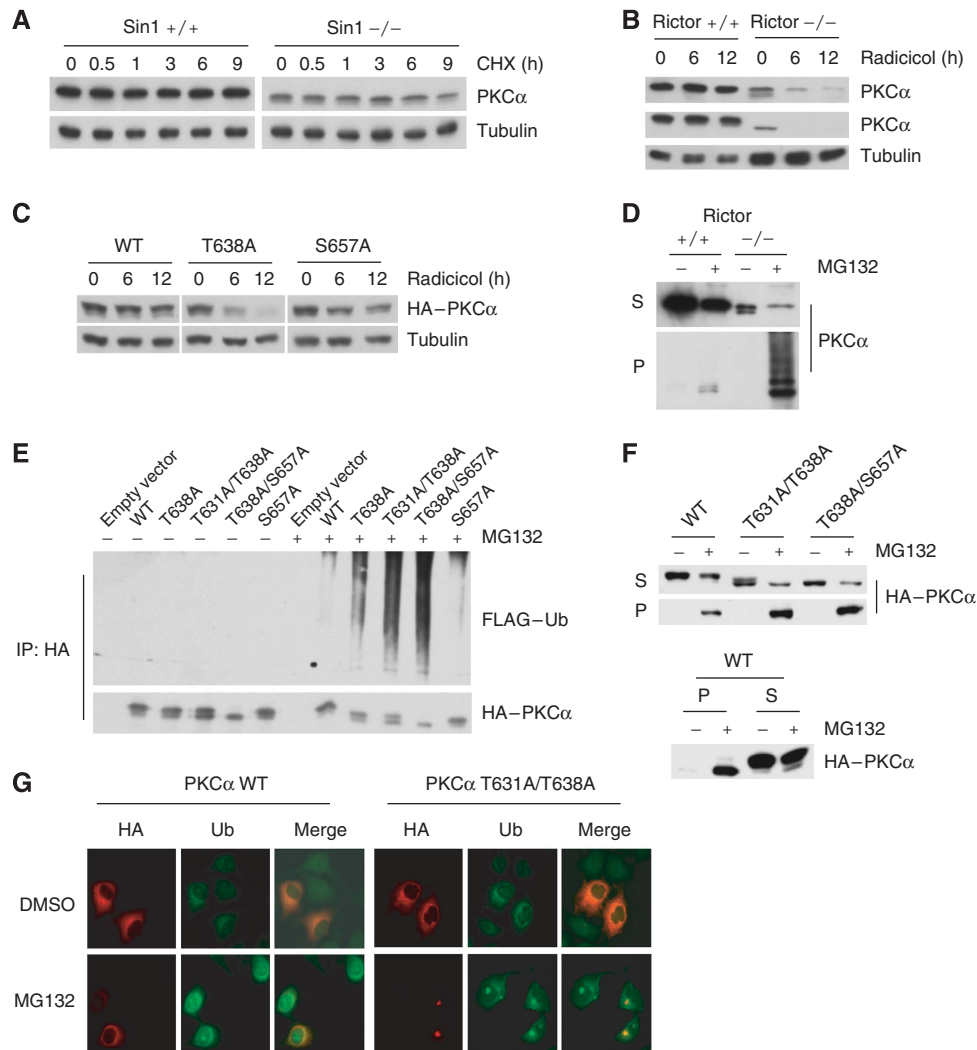 A
Sin1 +/+
Sin1 −/−
0 0.5 1 3 6 9 0 0.5 1 3 6 9 CHX (h)
PKCα
Tubulin
B
Rictor +/+ Rictor −/−
0 6 12 0 6 12 Radicicol (h)
PKCα
PKCα
Tubulin
C
WT T638A S657A
0 6 12 0 6 12 0 6 12 Radicicol (h)
HA–PKCα
Tubulin
D
Rictor
+/+ −/−
− + − + MG132
S
P
PKCα
E
Empty vector WT T638A T631A/T638A T638A/S657A S657A Empty vector WT T638A T631A/T638A T638A/S657A S657A
− − − − − − + + + + + + MG132
IP: HA
FLAG–Ub
HA–PKCα
F
WT T631A/T638A T638A/S657A
− + − + − + MG132
S
P
HA–PKCα
WT
P S
− + − + MG132
HA–PKCα
G
PKCα WT PKCα T631A/T638A
HA Ub Merge HA Ub Merge
DMSO
MG132